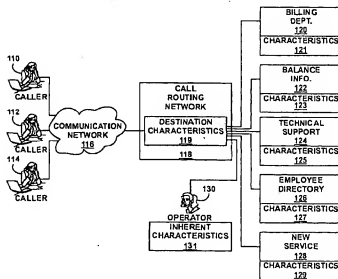 110
CALLER
112
CALLER
114
CALLER
COMMUNICATION
NETWORK
116
CALL
ROUTING
NETWORK
DESTINATION
CHARACTERISTICS
119
118
130
OPERATOR
INHERENT
CHARACTERISTICS
131
BILLING
DEPT.
120
CHARACTERISTICS
121
BALANCE
INFO.
122
CHARACTERISTICS
123
TECHNICAL
SUPPORT
124
CHARACTERISTICS
125
EMPLOYEE
DIRECTORY
126
CHARACTERISTICS
127
NEW
SERVICE
128
CHARACTERISTICS
129